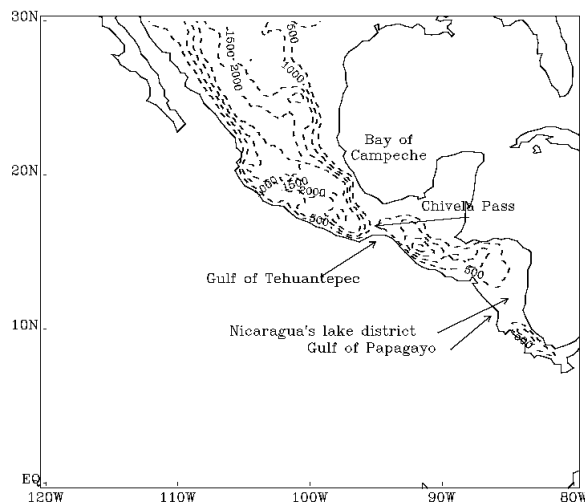 30N
500
1500
2000
1000
Bay of
Campeche
20N
1500
2000
Chivela Pass
500
Gulf of Tehuantepec
500
Nicaragua's lake district
10N
Gulf of Papagayo
EQ
120W
110W
100W
90W
80W